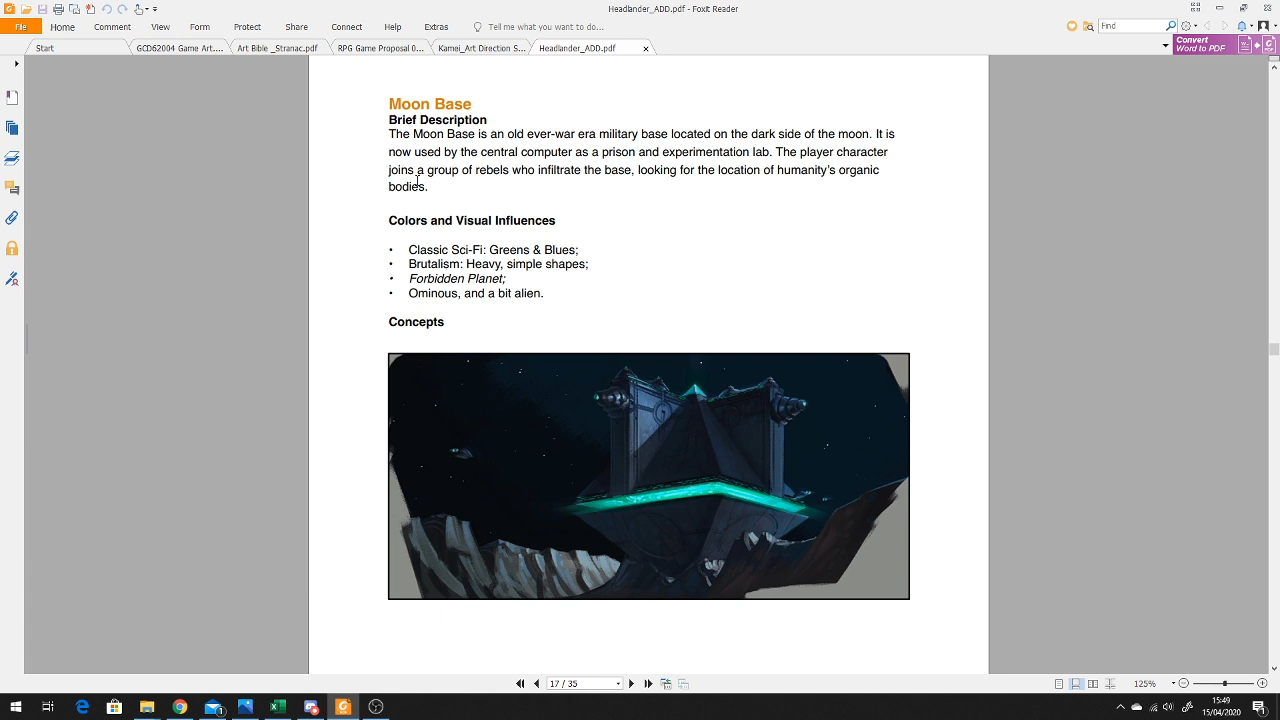 Headlander_ADD.pdf - Foxit Reader
File Home Comment View Form Protect Share Connect Help Extras Tell me what you want to do... Find
Start GCD62004 Game Art.... Art Bible _Stranac.pdf RPG Game Proposal 0... Kamei_Art Direction S... Headlander_ADD.pdf
Convert
Word to PDF
Moon Base
Brief Description
The Moon Base is an old ever-war era military base located on the dark side of the moon. It is
now used by the central computer as a prison and experimentation lab. The player character
joins a group of rebels who infiltrate the base, looking for the location of humanity's organic
bodies.
Colors and Visual Influences
• Classic Sci-Fi: Greens & Blues;
• Brutalism: Heavy, simple shapes;
• Forbidden Planet;
• Ominous, and a bit alien.
Concepts
17 / 35
125%
15:49
15/04/2020